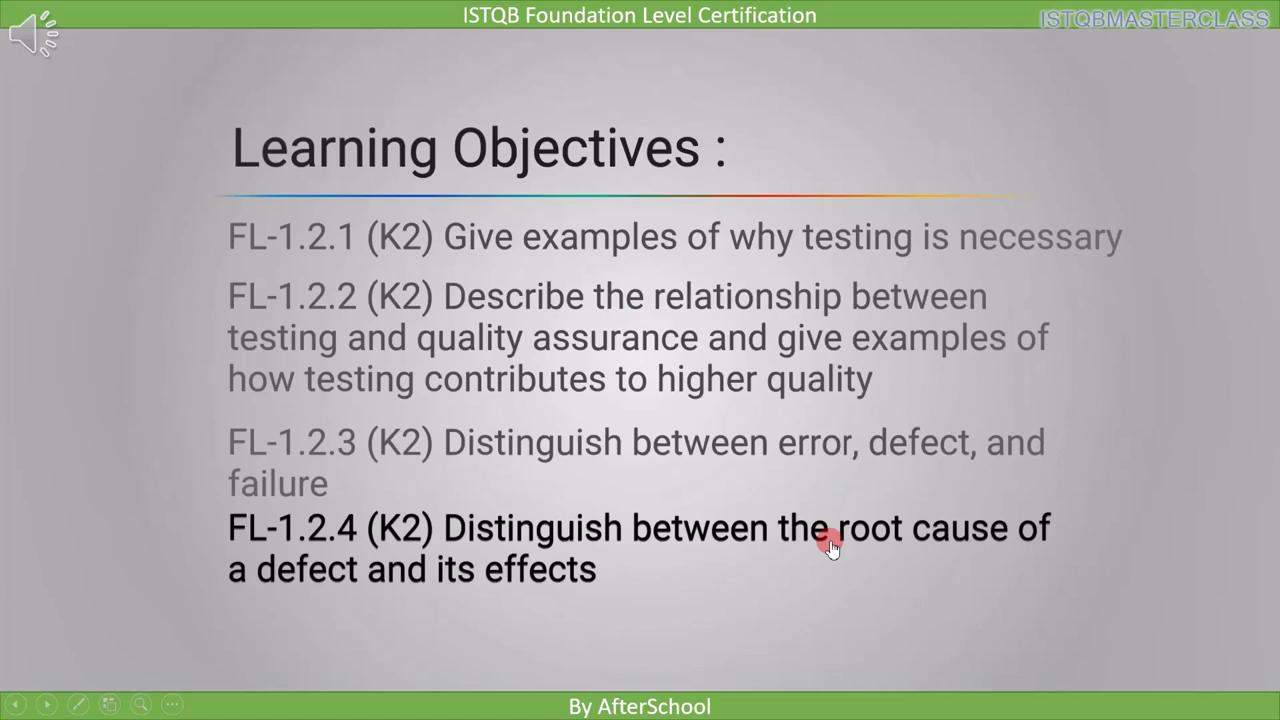 ISTQB Foundation Level Certification
ISTQBMASTERCLASS
Learning Objectives :
FL-1.2.1 (K2) Give examples of why testing is necessary
FL-1.2.2 (K2) Describe the relationship between
testing and quality assurance and give examples of
how testing contributes to higher quality
FL-1.2.3 (K2) Distinguish between error, defect, and
failure
FL-1.2.4 (K2) Distinguish between the root cause of
a defect and its effects
By AfterSchool